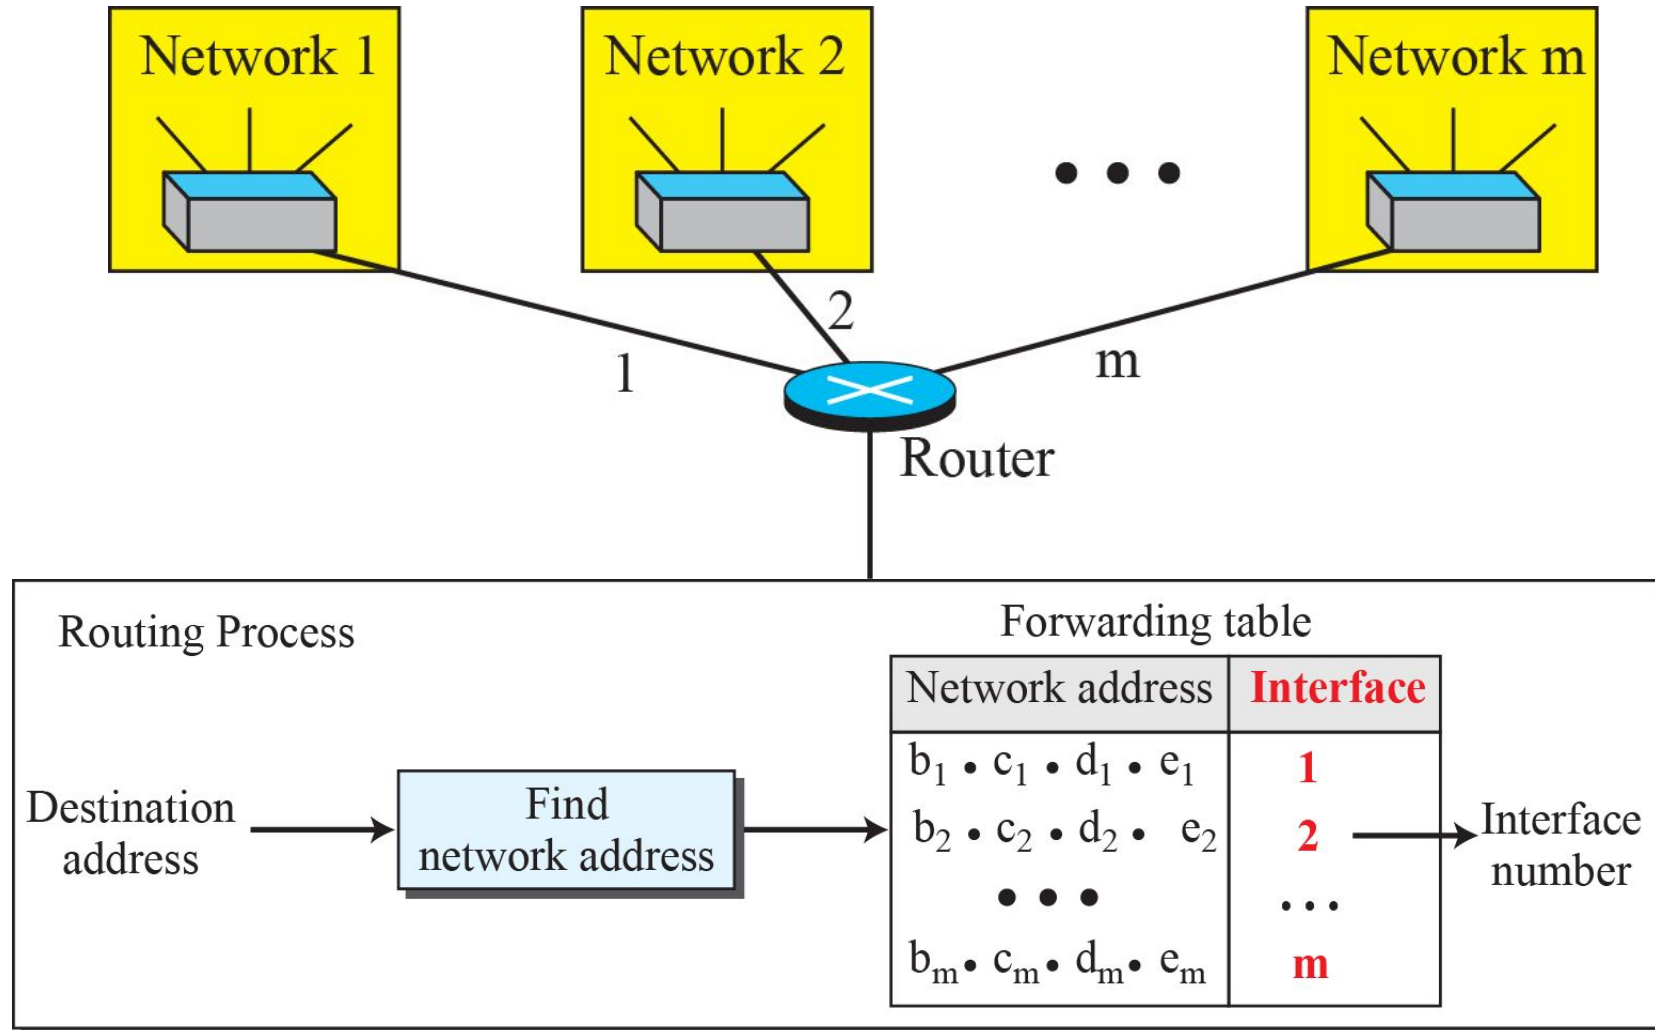 Network 1
Network 2
Network m
• • •
1
2
m
Router
Routing Process
Forwarding table
Network address Interface
b₁ • c₁ • d₁ • e₁ 1
b₂ • c₂ • d₂ • e₂ 2
• • • • • •
bₘ • cₘ • dₘ • eₘ m
Destination
address
Find
network address
Interface
number